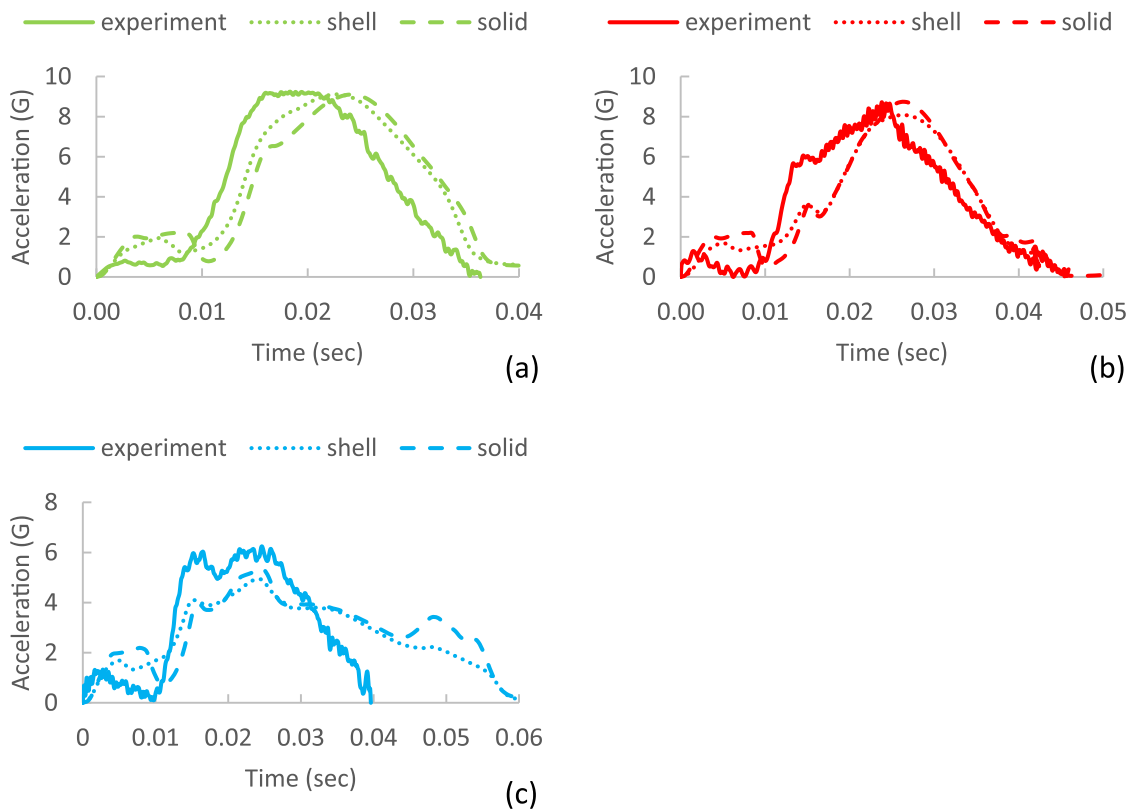 experiment shell solid
Acceleration (G)
10
8
6
4
2
0
0.00 0.01 0.02 0.03 0.04
Time (sec)
(a)
experiment shell solid
Acceleration (G)
10
8
6
4
2
0
0.00 0.01 0.02 0.03 0.04 0.05
Time (sec)
(b)
experiment shell solid
Acceleration (G)
8
6
4
2
0
0 0.01 0.02 0.03 0.04 0.05 0.06
Time (sec)
(c)